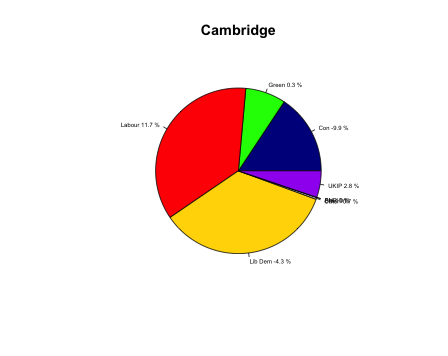 Cambridge
Green 0.3 %
Con -9.9 %
Labour 11.7 %
UKIP 2.6 %
Lib Dem -4.3 %